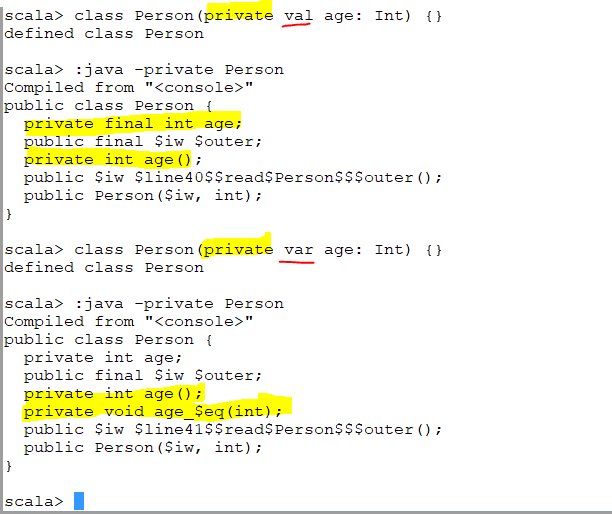 scala> class Person(private val age: Int) {}
defined class Person
scala> :java -private Person
Compiled from "<console>"
public class Person {
  private final int age;
  public final $iw $outer;
  private int age();
  public $iw $line40$$read$Person$$$outer();
  public Person($iw, int);
}
scala> class Person(private var age: Int) {}
defined class Person
scala> :java -private Person
Compiled from "<console>"
public class Person {
  private int age;
  public final $iw $outer;
  private int age();
  private void age_$eq(int);
  public $iw $line41$$read$Person$$$outer();
  public Person($iw, int);
}
scala>